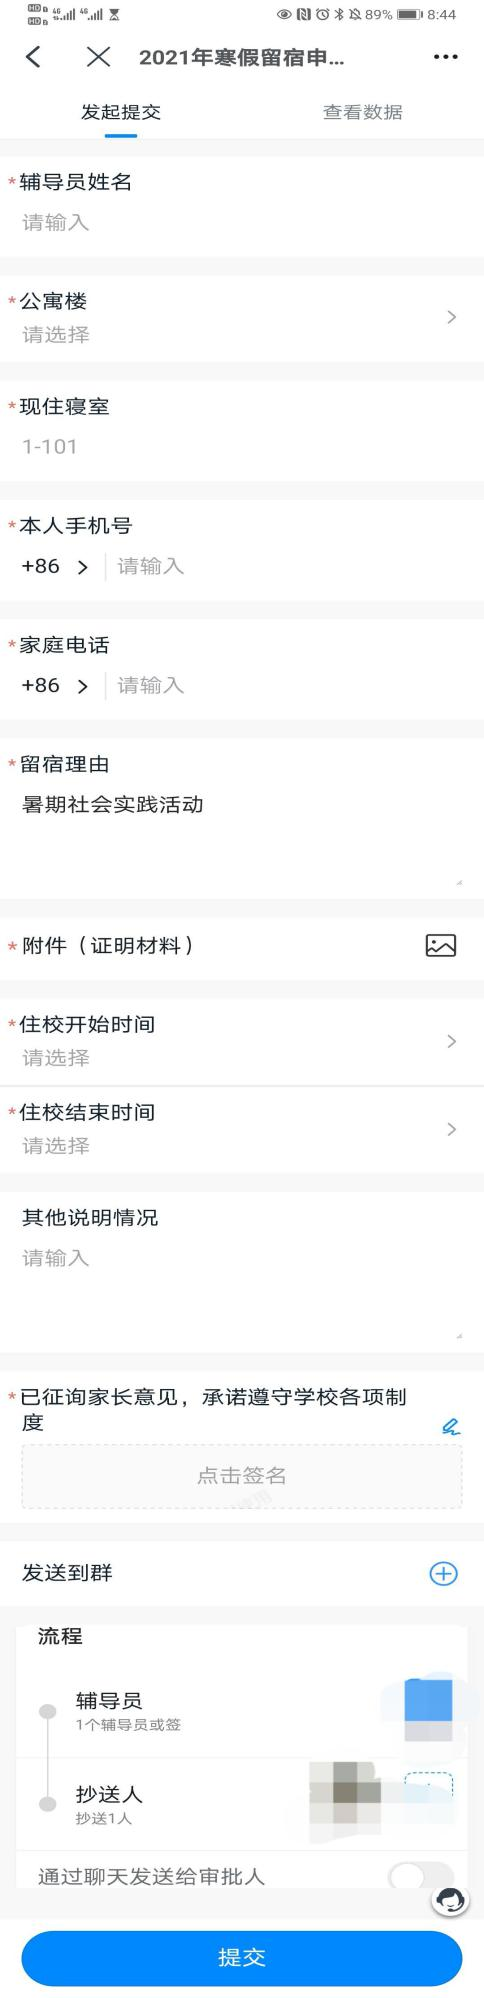 89% 8:44
2021年寒假留宿申...
发起提交 查看数据
*辅导员姓名
请输入
*公寓楼
请选择
*现住寝室
1-101
*本人手机号
+86 > 请输入
*家庭电话
+86 > 请输入
*留宿理由
暑期社会实践活动
*附件（证明材料）
*住校开始时间
请选择
*住校结束时间
请选择
其他说明情况
请输入
*已征询家长意见，承诺遵守学校各项制
度
点击签名
发送到群
流程
辅导员
1个辅导员或签
抄送人
抄送1人
通过聊天发送给审批人
提交